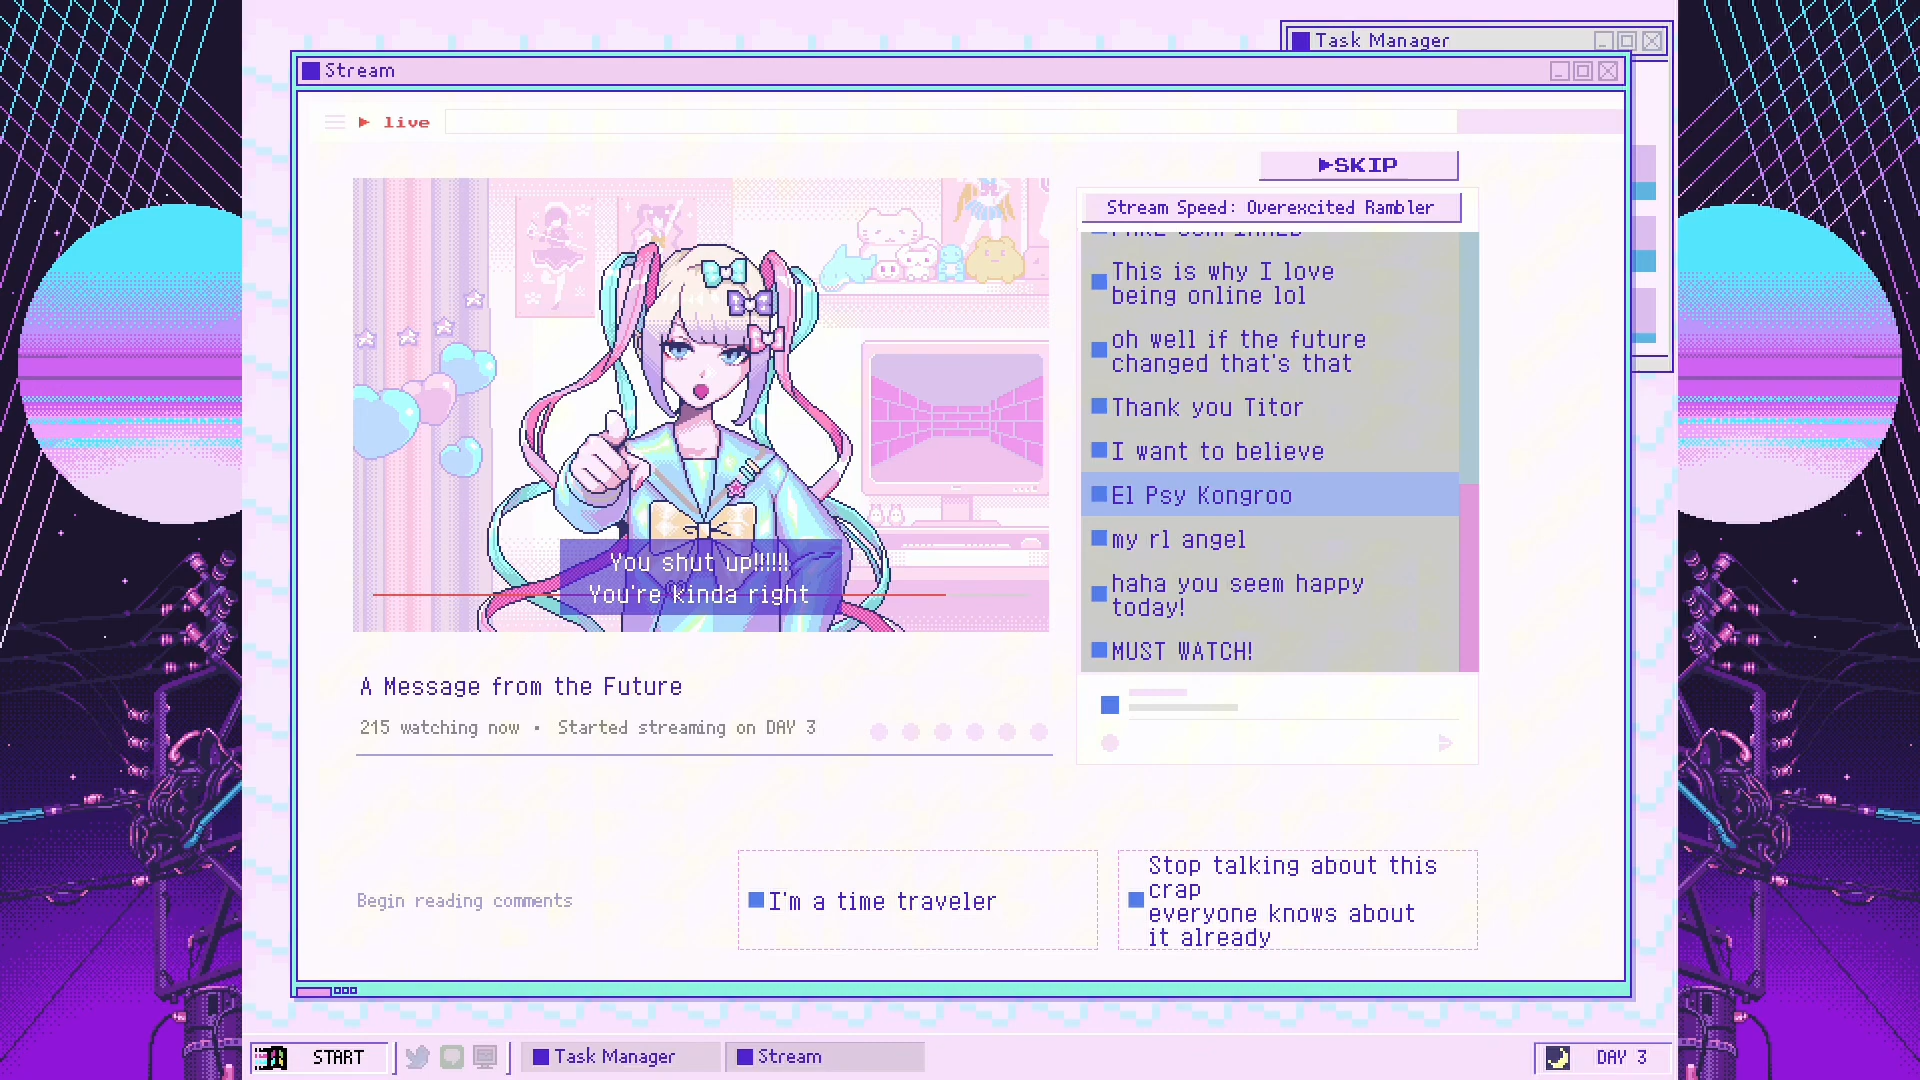 Task Manager
Stream
live
▶SKIP
Stream Speed: Overexcited Rambler
This is why I love
being online lol
oh well if the future
changed that's that
Thank you Titor
I want to believe
El Psy Kongroo
my rl angel
haha you seem happy
today!
MUST WATCH!
You shut up!!!!!!
You're kinda right
A Message from the Future
215 watching now • Started streaming on DAY 3
Begin reading comments
I'm a time traveler
Stop talking about this
crap
everyone knows about
it already
START
Task Manager
Stream
DAY 3